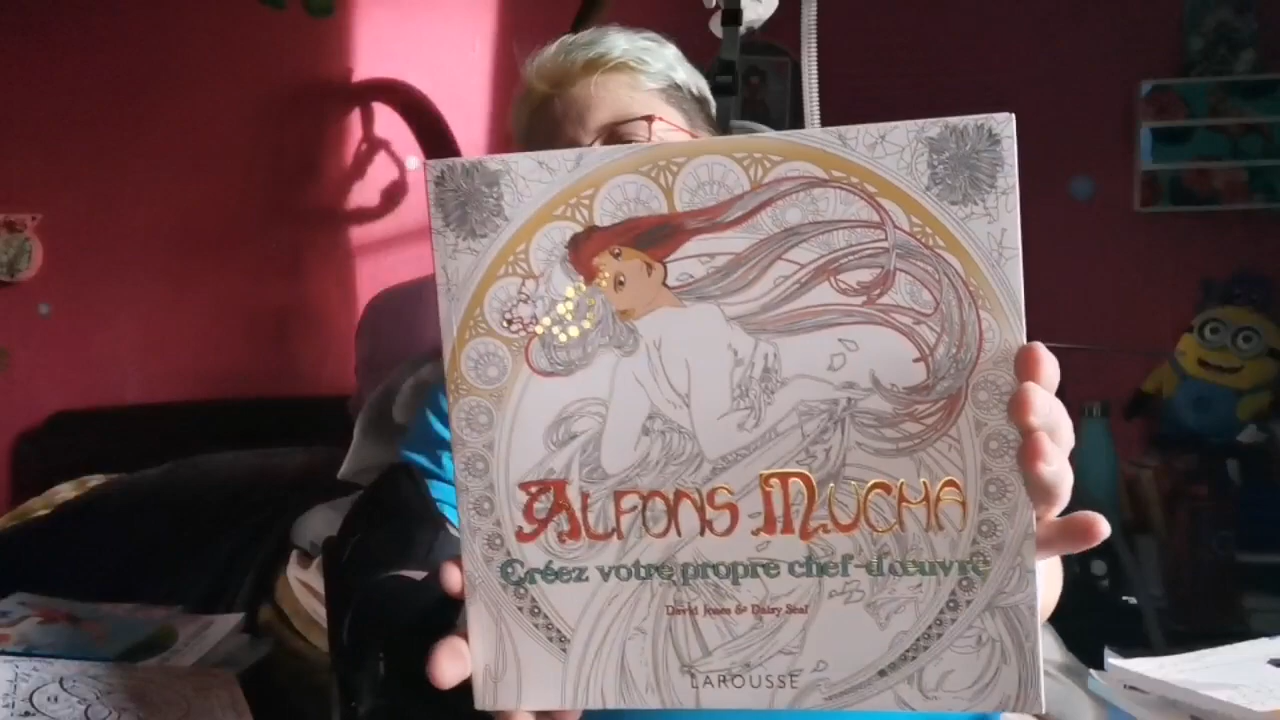 ALFONS MUCHA
Créez votre propre chef-d'œuvre
David Jones & Daisy Seal
LAROUSSE